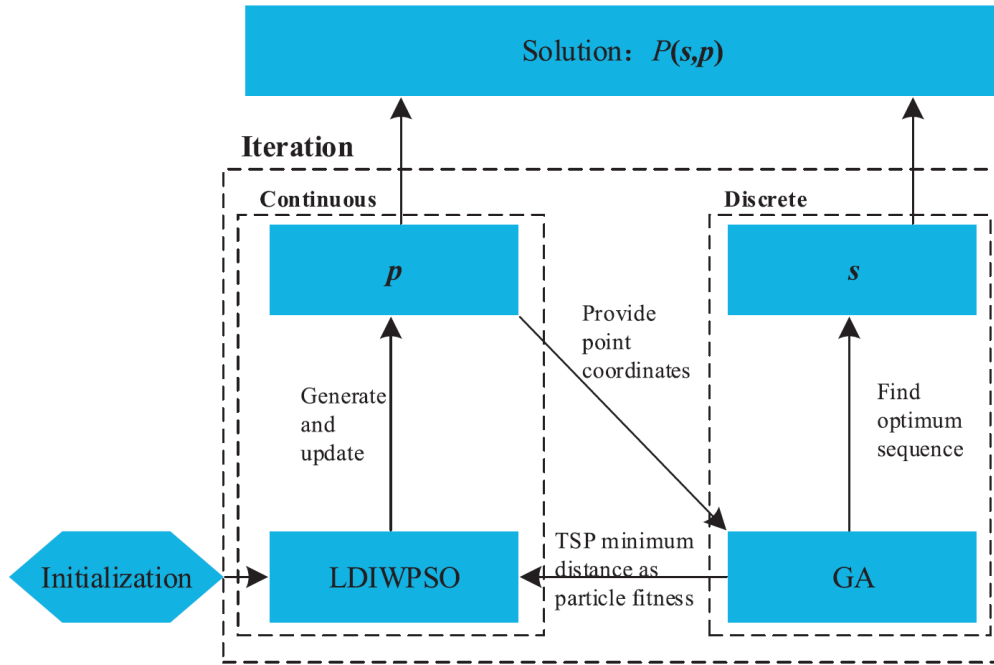 Solution: P(s,p)
Iteration
Continuous
Discrete
p
s
Provide
point
coordinates
Generate
and
update
Find
optimum
sequence
Initialization
LDIWPSO
TSP minimum
distance as
particle fitness
GA